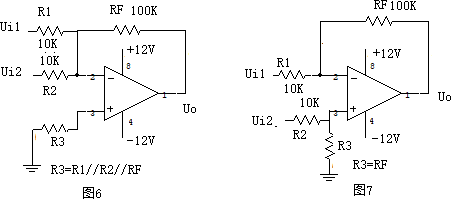 R1
RF 100K
Ui1
10K
+12V
10K
8
Ui2
2
−
R2
1
Uo
3
+
R3
4
−12V
R3=R1//R2//RF
图6
RF 100K
+12V
R1
8
Ui1
10K
2
−
10K
1
Uo
Ui2
3
+
R2
4
R3
−12V
R3=RF
图7